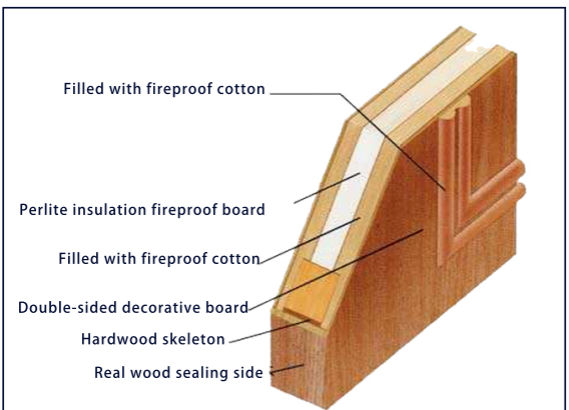 Filled with fireproof cotton
Perlite insulation fireproof board
Filled with fireproof cotton
Double-sided decorative board
Hardwood skeleton
Real wood sealing side